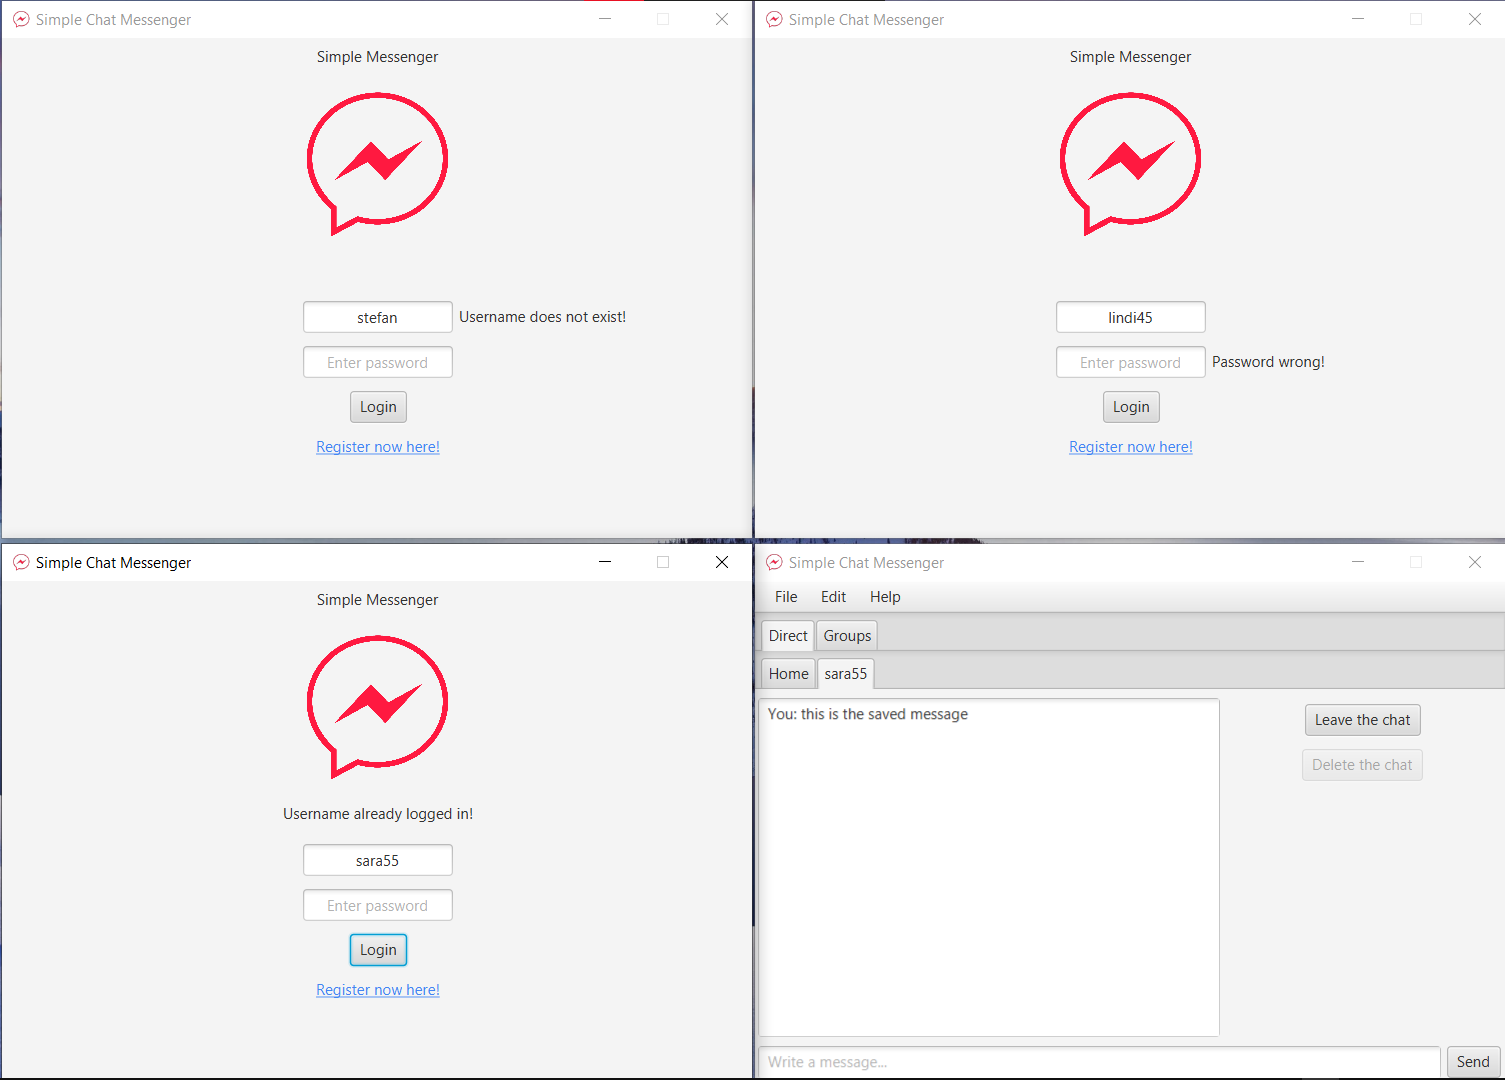 Simple Chat Messenger
Simple Messenger
stefan Username does not exist!
Enter password
Login
Register now here!
Simple Chat Messenger
Simple Messenger
lindi45
Enter password Password wrong!
Login
Register now here!
Simple Chat Messenger
Simple Messenger
Username already logged in!
sara55
Enter password
Login
Register now here!
Simple Chat Messenger
File Edit Help
Direct Groups
Home sara55
You: this is the saved message
Leave the chat
Delete the chat
Write a message...
Send